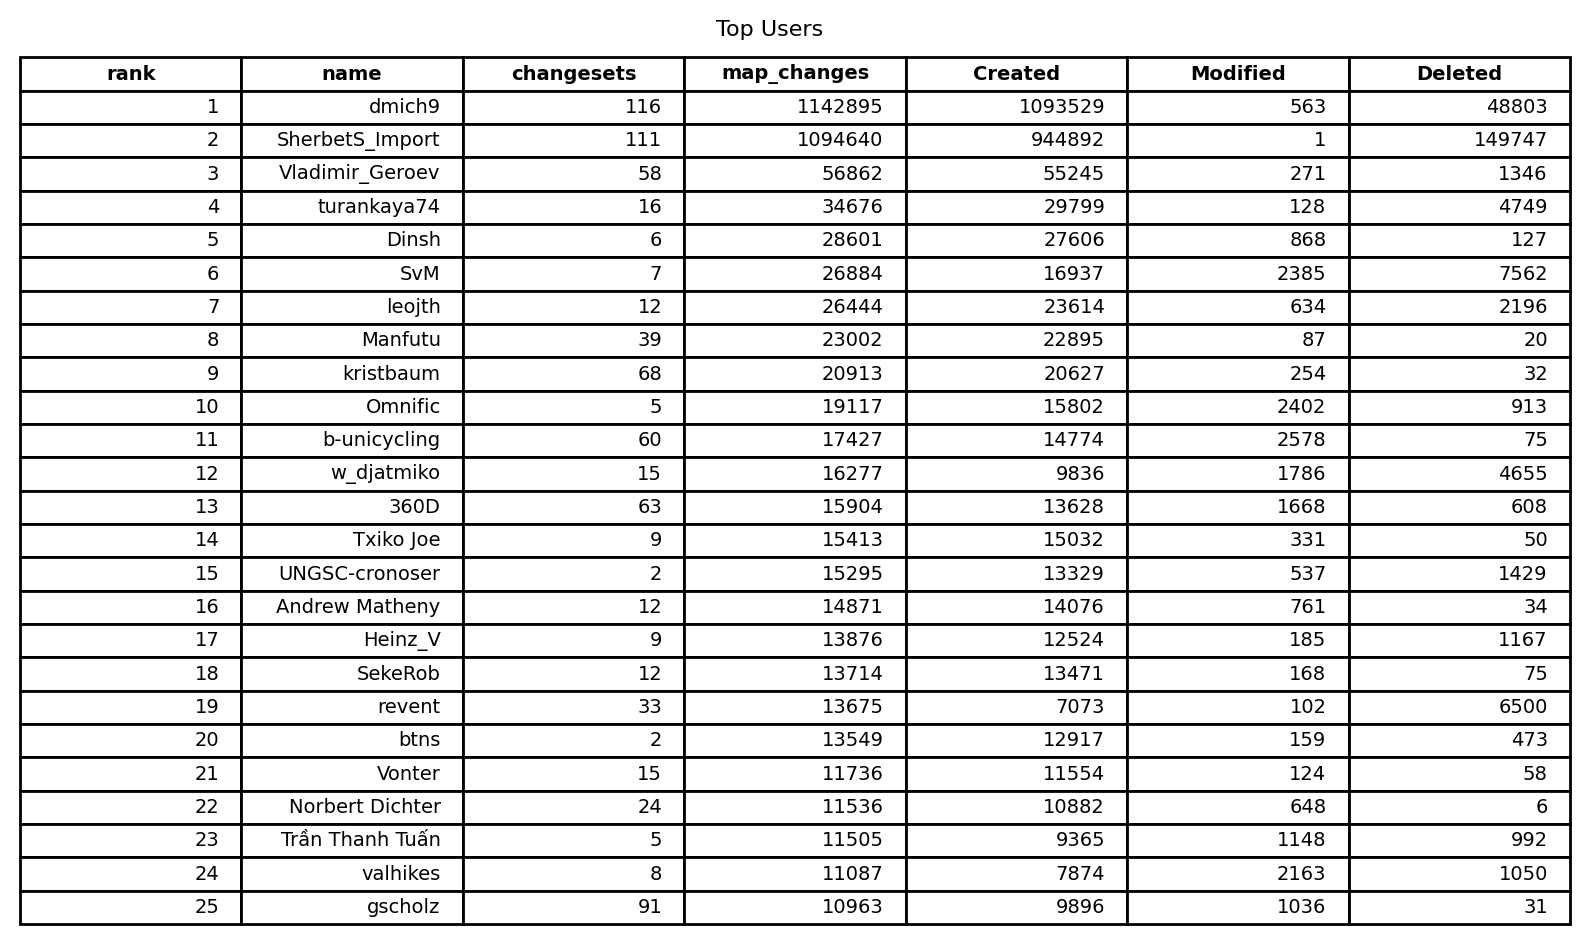 Top Users
rank name changesets map_changes Created Modified Deleted
1 dmich9 116 1142895 1093529 563 48803
2 SherbetS_Import 111 1094640 944892 1 149747
3 Vladimir_Geroev 58 56862 55245 271 1346
4 turankaya74 16 34676 29799 128 4749
5 Dinsh 6 28601 27606 868 127
6 SvM 7 26884 16937 2385 7562
7 leojth 12 26444 23614 634 2196
8 Manfutu 39 23002 22895 87 20
9 kristbaum 68 20913 20627 254 32
10 Omnific 5 19117 15802 2402 913
11 b-unicycling 60 17427 14774 2578 75
12 w_djatmiko 15 16277 9836 1786 4655
13 360D 63 15904 13628 1668 608
14 Txiko Joe 9 15413 15032 331 50
15 UNGSC-cronoser 2 15295 13329 537 1429
16 Andrew Matheny 12 14871 14076 761 34
17 Heinz_V 9 13876 12524 185 1167
18 SekeRob 12 13714 13471 168 75
19 revent 33 13675 7073 102 6500
20 btns 2 13549 12917 159 473
21 Vonter 15 11736 11554 124 58
22 Norbert Dichter 24 11536 10882 648 6
23 Trần Thanh Tuấn 5 11505 9365 1148 992
24 valhikes 8 11087 7874 2163 1050
25 gscholz 91 10963 9896 1036 31